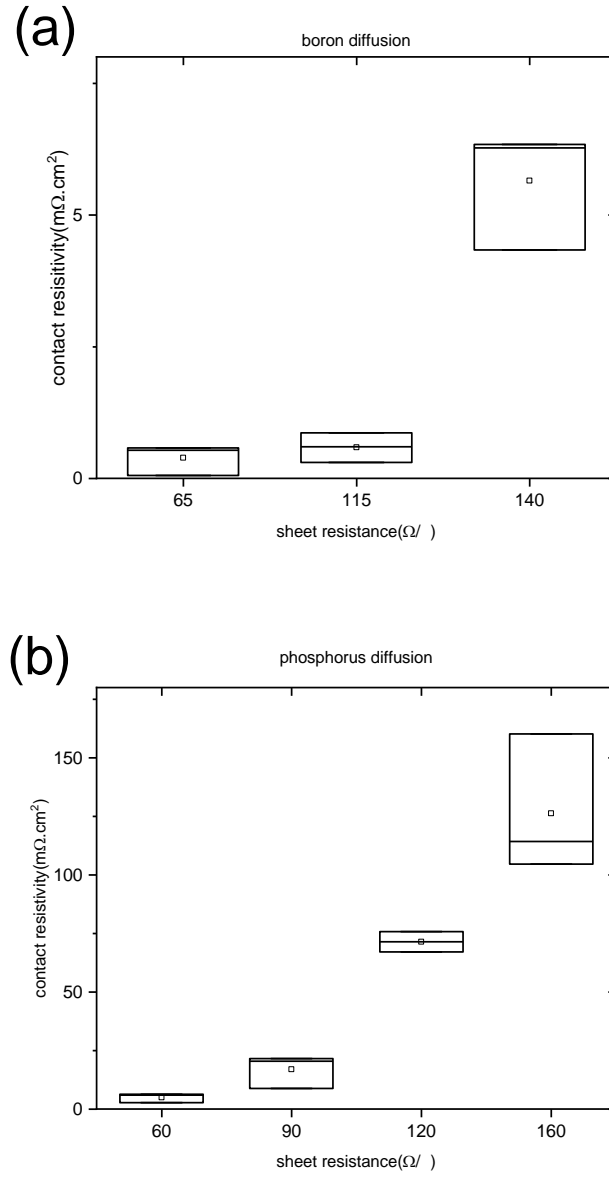 (a)
boron diffusion
contact resisitivity(mΩ.cm²)
5
0
65 115 140
sheet resistance(Ω/ )
(b)
phosphorus diffusion
contact resistivity(mΩ.cm²)
150
100
50
0
60 90 120 160
sheet resistance(Ω/ )